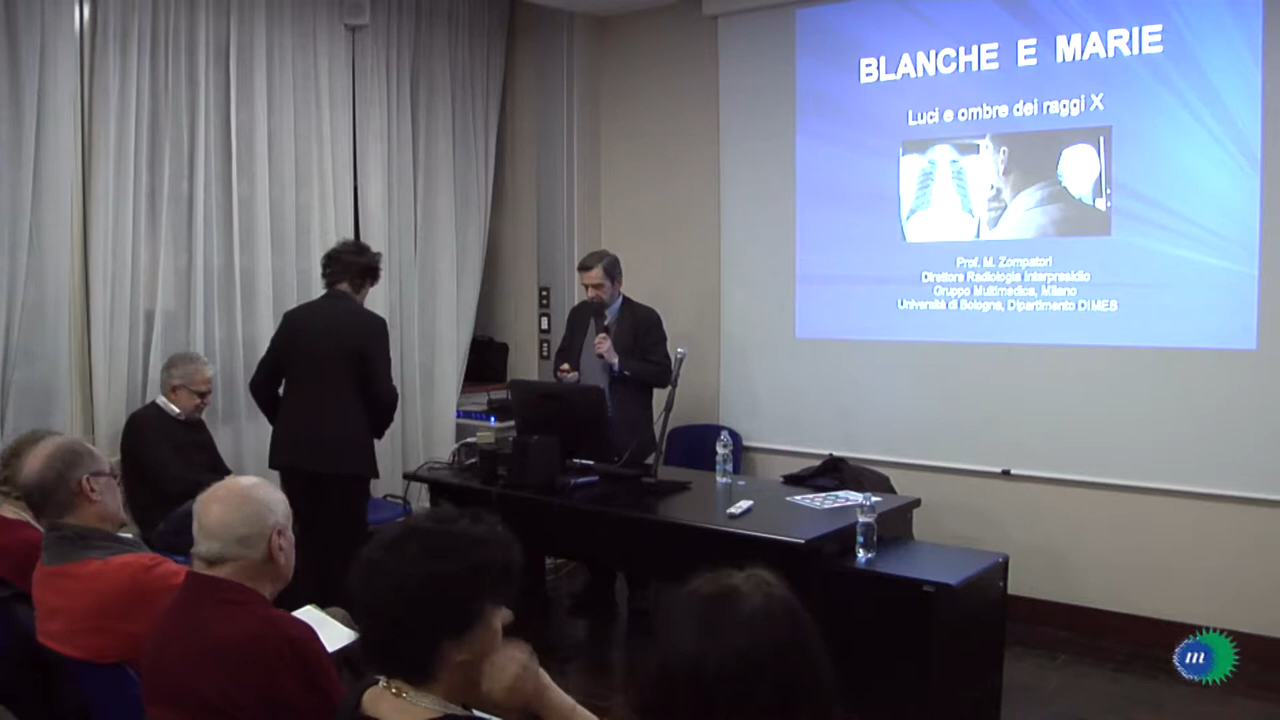 BLANCHE E MARIE
Luci e ombre dei raggi X
Prof. M. Zompatori
Direttore Radiologia Interpresidio
Gruppo Multimedica, Milano
Università di Bologna, Dipartimento DIMES
m